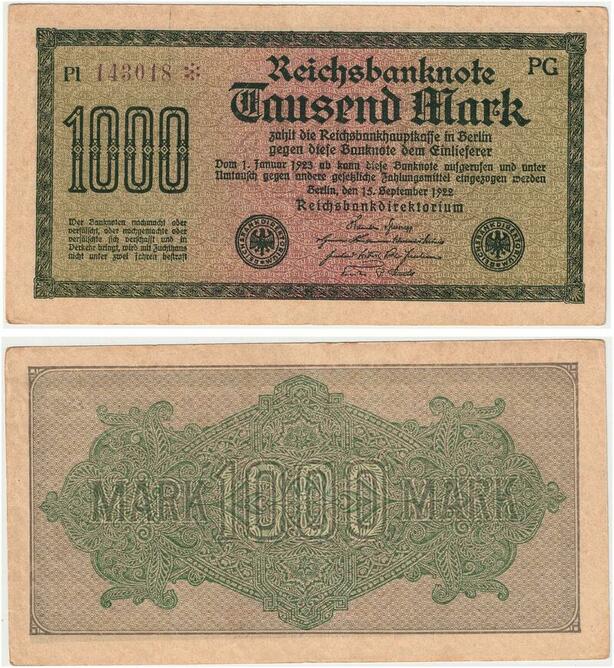 PI 143018 * Reichsbanknote PG
Tausend Mark
1000
zahlt die Reichsbankhauptkasse in Berlin
gegen diese Banknote dem Einlieferer
Vom 1. Januar 1923 ab kann diese Banknote aufgerufen und unter
Umtausch gegen andere gesetzliche Zahlungsmittel eingezogen werden
Berlin, den 15. September 1922
Reichsbankdirektorium
Wer Banknoten nachmacht oder
verfälscht, oder nachgemachte oder
verfälschte sich verschafft und in
Verkehr bringt, wird mit Zuchthaus
nicht unter zwei Jahren bestraft
REICHSBANKDIREKTORIUM
REICHSBANKDIREKTORIUM
MARK 1000 MARK